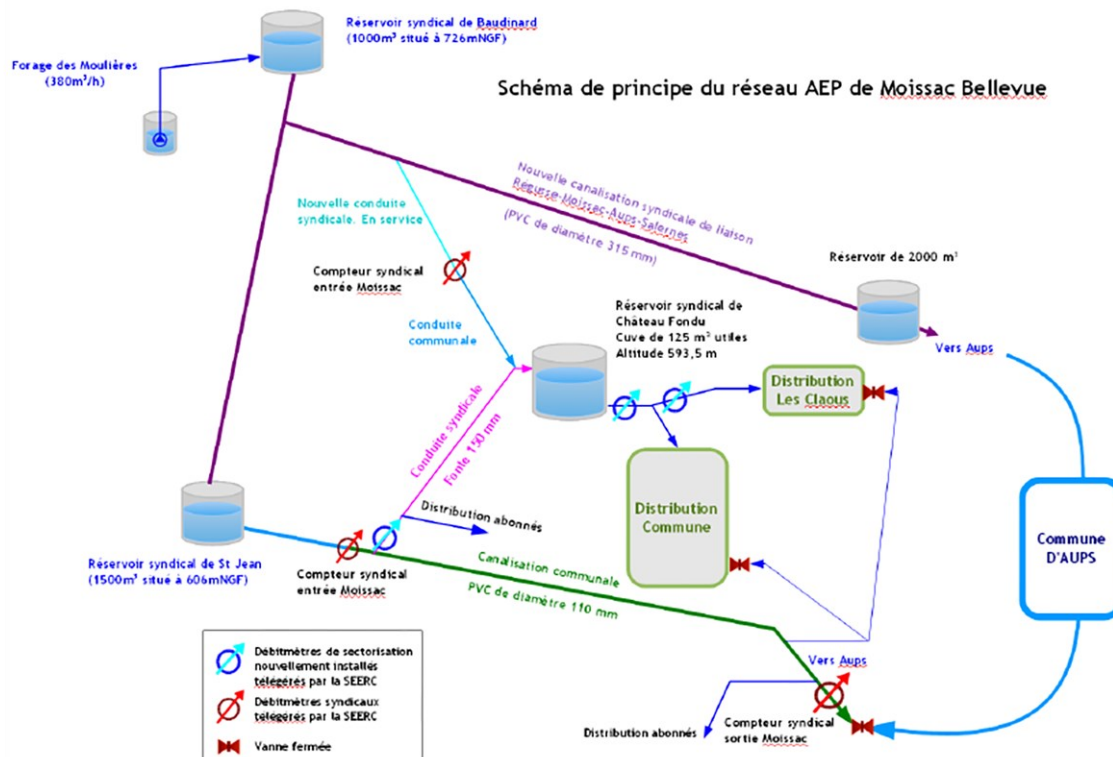 Réservoir syndical de Baudinard
(1000m³ situé à 726mNGF)
Forage des Moulières
(380m³/h)
Schéma de principe du réseau AEP de Moissac Bellevue
Nouvelle canalisation syndicale de liaison
Régusse-Moissac-Aups-Salernes
(PVC de diamètre 315 mm)
Nouvelle conduite
syndicale. En service
Compteur syndical
entrée Moissac
Réservoir de 2000 m³
Réservoir syndical de
Château Fondu
Cuve de 125 m³ utiles
Altitude 593,5 m
Conduite
communale
Vers Aups
Distribution
Les Claous
Conduite syndicale
Fonte 150 mm
Distribution
Commune
Distribution abonnés
Commune
D'AUPS
Réservoir syndical de St Jean
(1500m³ situé à 606mNGF)
Compteur syndical
entrée Moissac
Canalisation communale
PVC de diamètre 110 mm
Vers Aups
Distribution abonnés
Compteur syndical
sortie Moissac
Débitmètres de sectorisation
nouvellement installés
télégérés par la SEERC
Débitmètres syndicaux
télégérés par la SEERC
Vanne fermée